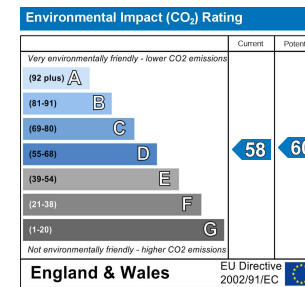 Environmental Impact (CO₂) Rating
Current Poten
Very environmentally friendly - lower CO2 emissions
(92 plus) A
(81-91) B
(69-80) C
(55-68) D
58 60
(39-54) E
(21-38) F
(1-20) G
Not environmentally friendly - higher CO2 emissions
England & Wales
EU Directive
2002/91/EC